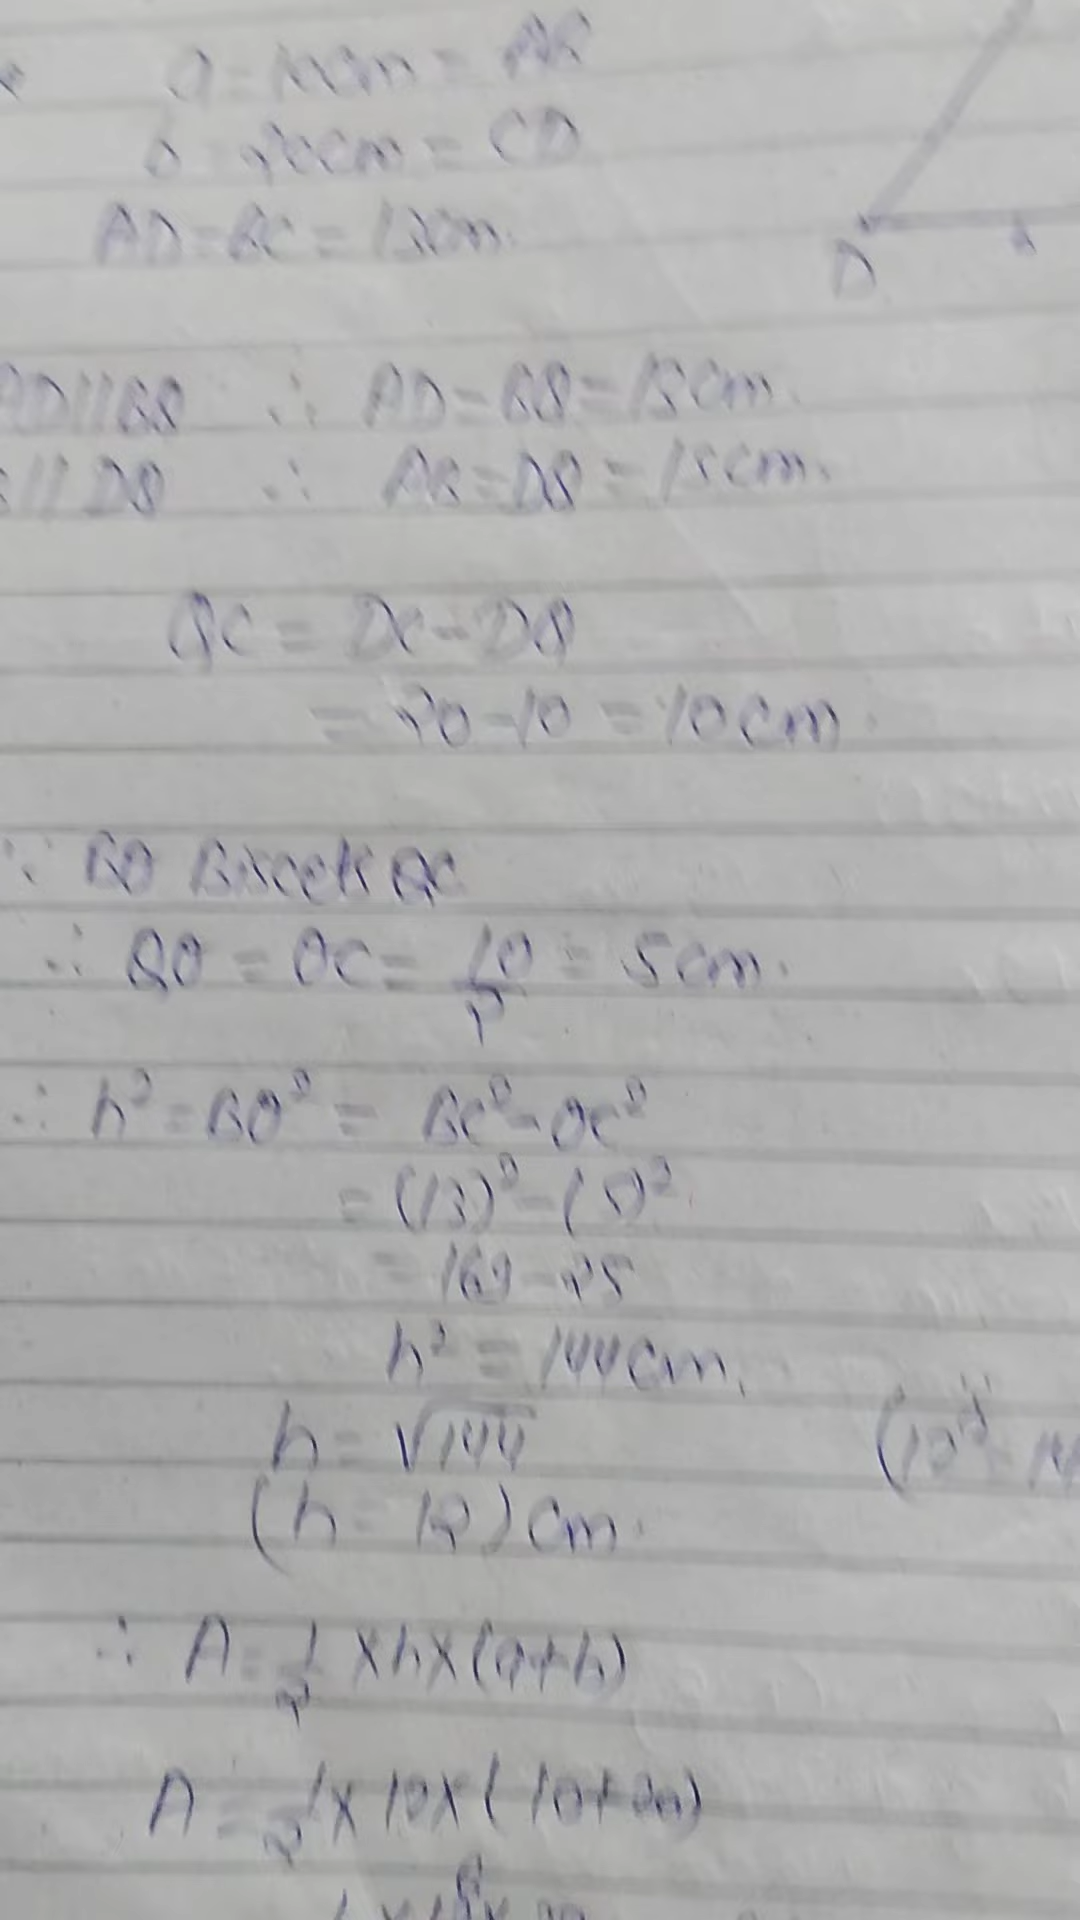 a = 10cm = AB
b = 20cm = CD
AD = BC = 13cm.
D
AD||BQ ∴ AD = BQ = 13cm.
|| DQ ∴ AB = DQ = 15cm.
QC = DC - DQ
= 20 - 10 = 10cm.
∵ BO Bisect QC
∴ QO = OC = 10/2 = 5cm.
∴ h² = BO² = BC² - OC²
= (13)² - (5)²
= 169 - 25
h² = 144cm.
h = √144
(h = 12) cm.
∴ A = 1/2 × h × (a+b)
A = 1/2 × 12 × (10+20)